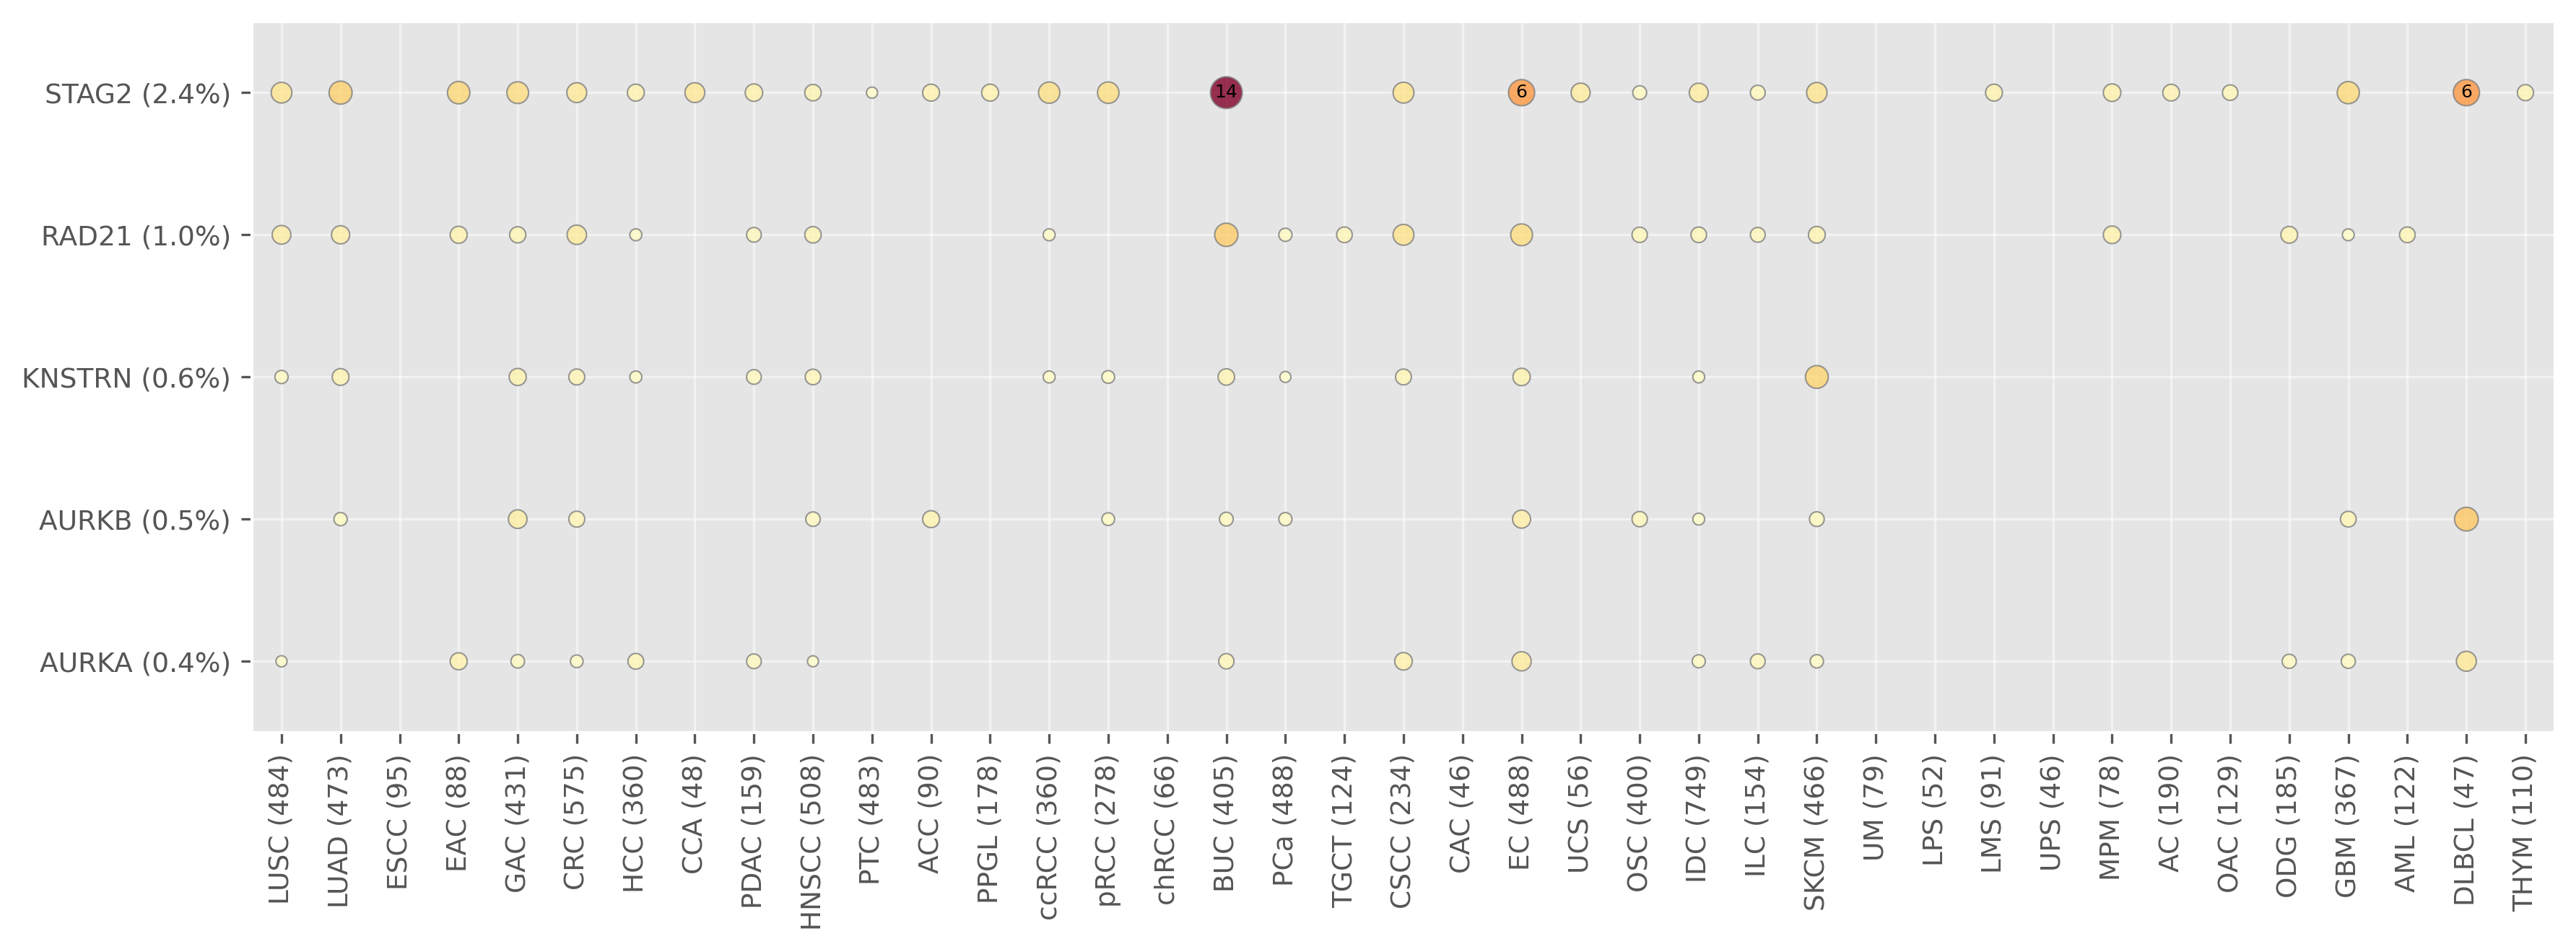 STAG2 (2.4%)
14
6
6
RAD21 (1.0%)
KNSTRN (0.6%)
AURKB (0.5%)
AURKA (0.4%)
LUSC (484)
LUAD (473)
ESCC (95)
EAC (88)
GAC (431)
CRC (575)
HCC (360)
CCA (48)
PDAC (159)
HNSCC (508)
PTC (483)
ACC (90)
PPGL (178)
ccRCC (360)
pRCC (278)
chRCC (66)
BUC (405)
PCa (488)
TGCT (124)
CSCC (234)
CAC (46)
EC (488)
UCS (56)
OSC (400)
IDC (749)
ILC (154)
SKCM (466)
UM (79)
LPS (52)
LMS (91)
UPS (46)
MPM (78)
AC (190)
OAC (129)
ODG (185)
GBM (367)
AML (122)
DLBCL (47)
THYM (110)